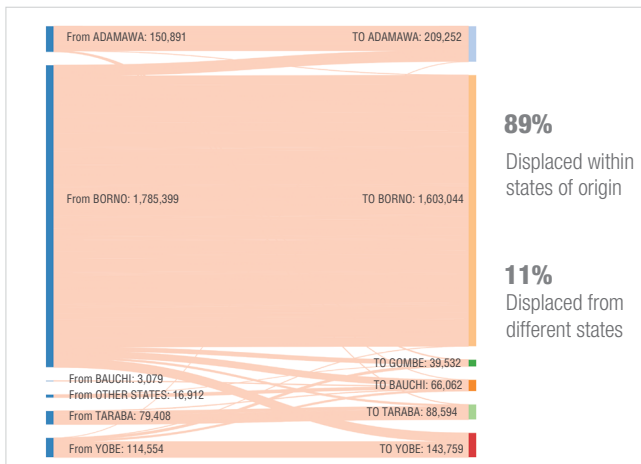 From ADAMAWA: 150,891
TO ADAMAWA: 209,252
From BORNO: 1,785,399
TO BORNO: 1,603,044
TO GOMBE: 39,532
From BAUCHI: 3,079
TO BAUCHI: 66,062
From OTHER STATES: 16,912
From TARABA: 79,408
TO TARABA: 88,594
From YOBE: 114,554
TO YOBE: 143,759
89%
Displaced within
states of origin
11%
Displaced from
different states